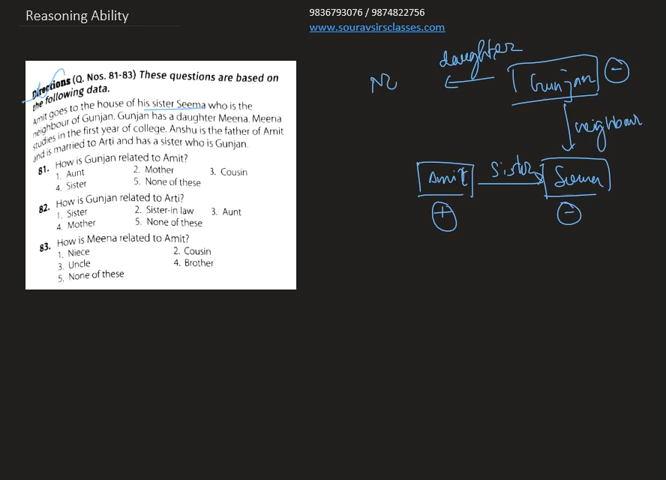 Reasoning Ability
9836793076 / 9874822756
www.souravsirsclasses.com
Directions (Q. Nos. 81-83) These questions are based on
the following data.
Amit goes to the house of his sister Seema who is the
neighbour of Gunjan. Gunjan has a daughter Meena. Meena
studies in the first year of college. Anshu is the father of Amit
and is married to Arti and has a sister who is Gunjan.
81. How is Gunjan related to Amit?
1. Aunt 2. Mother 3. Cousin
4. Sister 5. None of these
82. How is Gunjan related to Arti?
1. Sister 2. Sister-in law 3. Aunt
4. Mother 5. None of these
83. How is Meena related to Amit?
1. Niece 2. Cousin
3. Uncle 4. Brother
5. None of these
daughter
Gunjan
neighbour
Amit Sister Seema